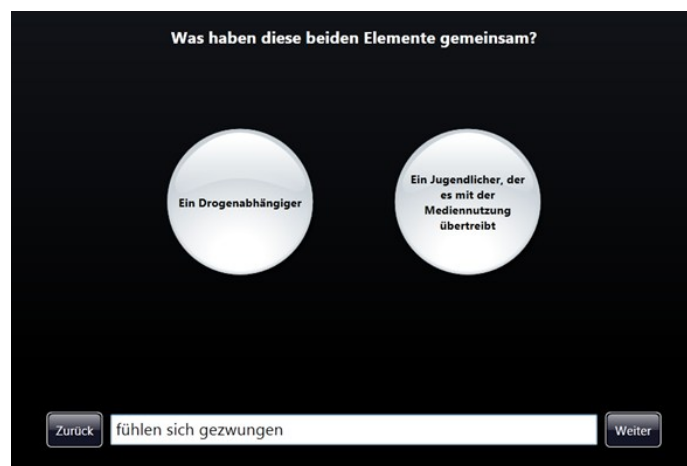 Was haben diese beiden Elemente gemeinsam?
Ein Drogenabhängiger
Ein Jugendlicher, der
es mit der
Mediennutzung
übertreibt
Zurück
fühlen sich gezwungen
Weiter